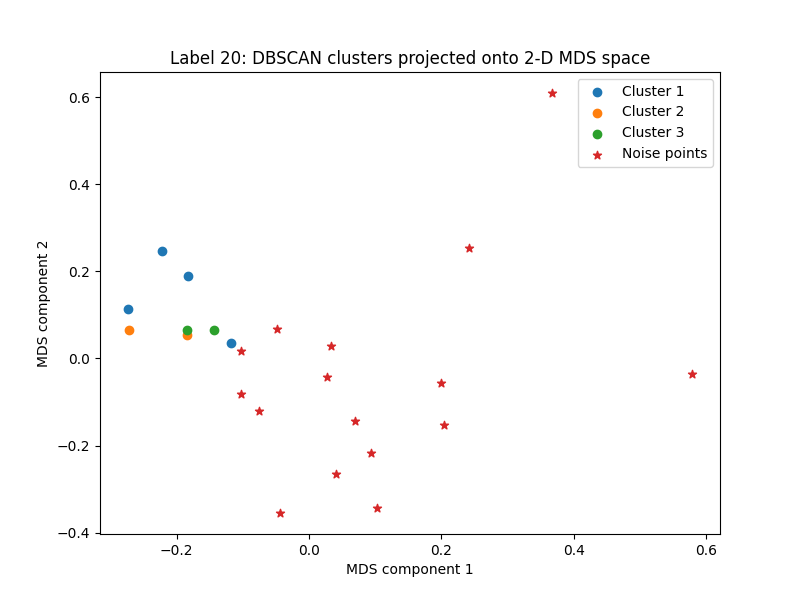 Label 20: DBSCAN clusters projected onto 2-D MDS space
Cluster 1
Cluster 2
Cluster 3
Noise points
MDS component 2
0.6
0.4
0.2
0.0
−0.2
−0.4
−0.2
0.0
0.2
0.4
0.6
MDS component 1